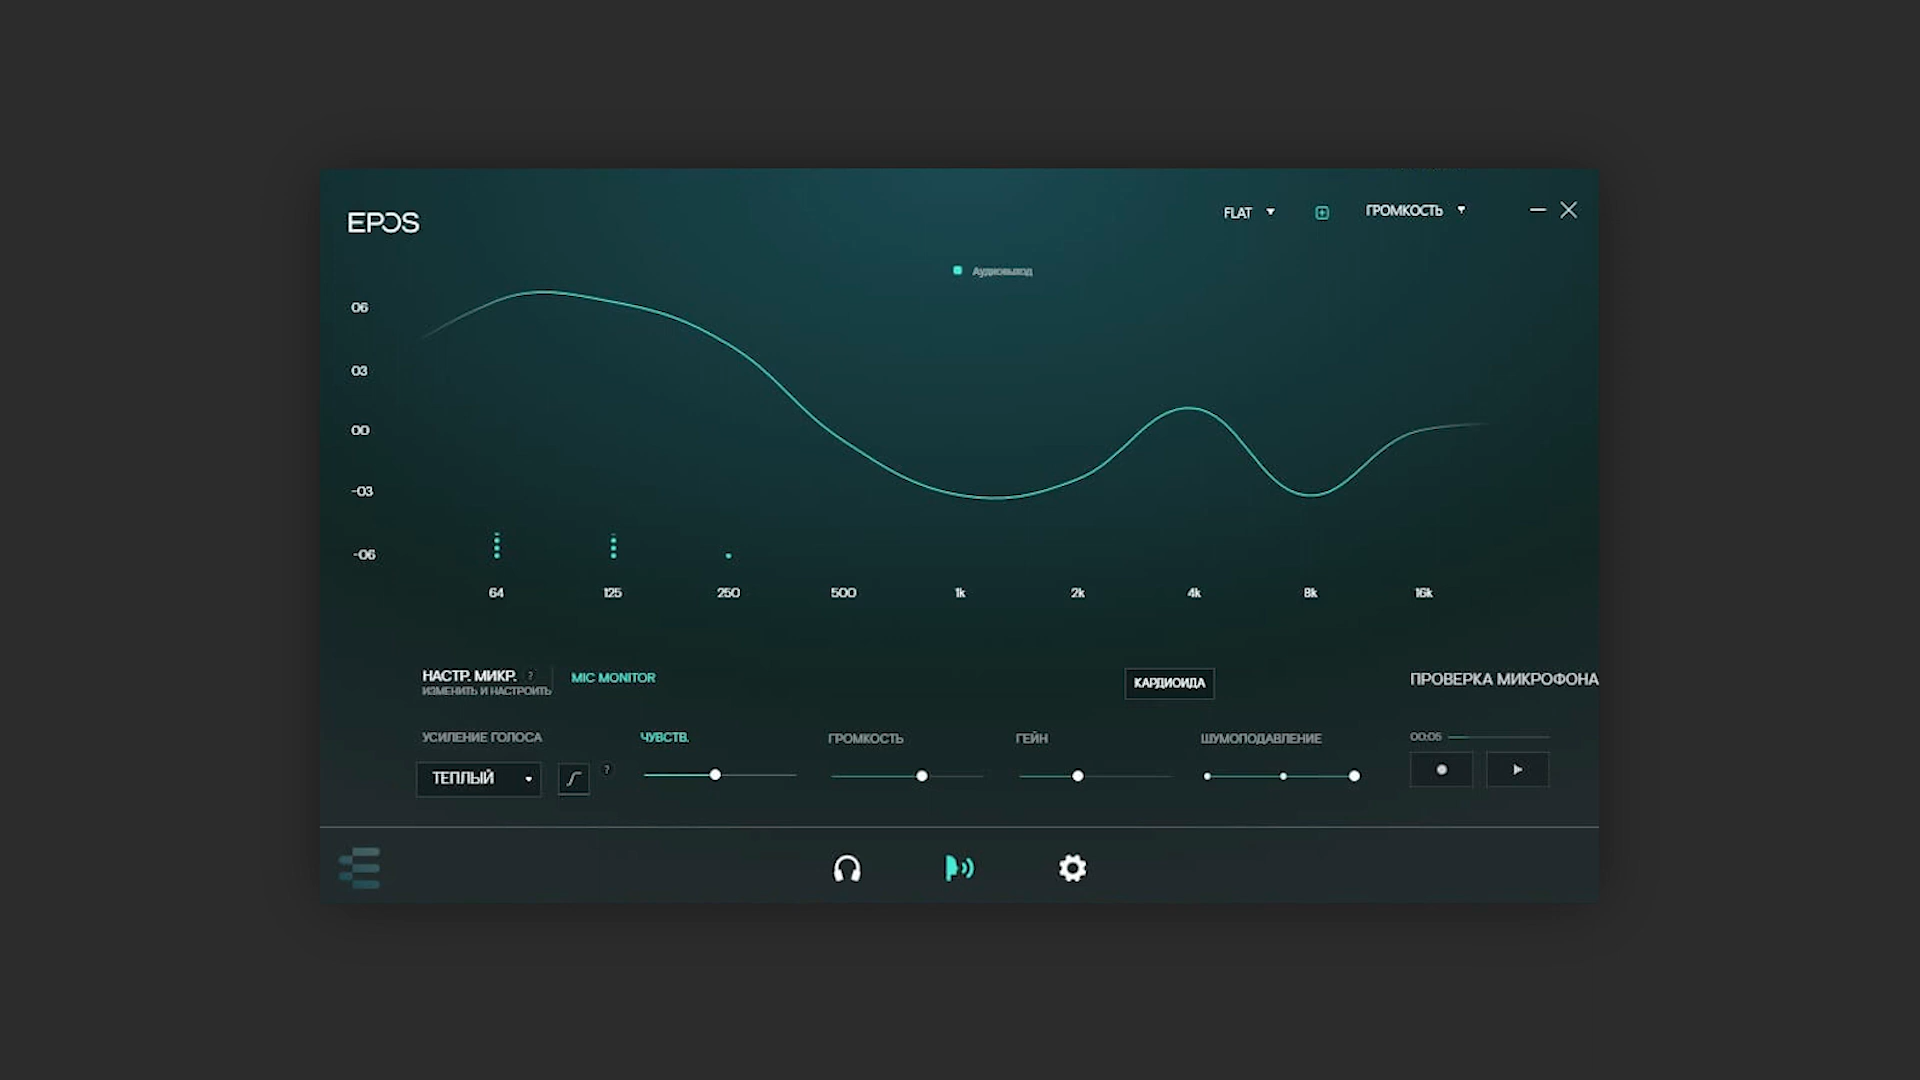 EPOS
FLAT
ГРОМКОСТЬ
Аудиовыход
06
03
00
-03
-06
64 125 250 500 1k 2k 4k 8k 16k
НАСТР. МИКР. ?
ИЗМЕНИТЬ И НАСТРОИТЬ
MIC MONITOR
КАРДИОИДА
ПРОВЕРКА МИКРОФОНА
УСИЛЕНИЕ ГОЛОСА
ЧУВСТВ.
ГРОМКОСТЬ
ГЕЙН
ШУМОПОДАВЛЕНИЕ
00:05
ТЕПЛЫЙ
?